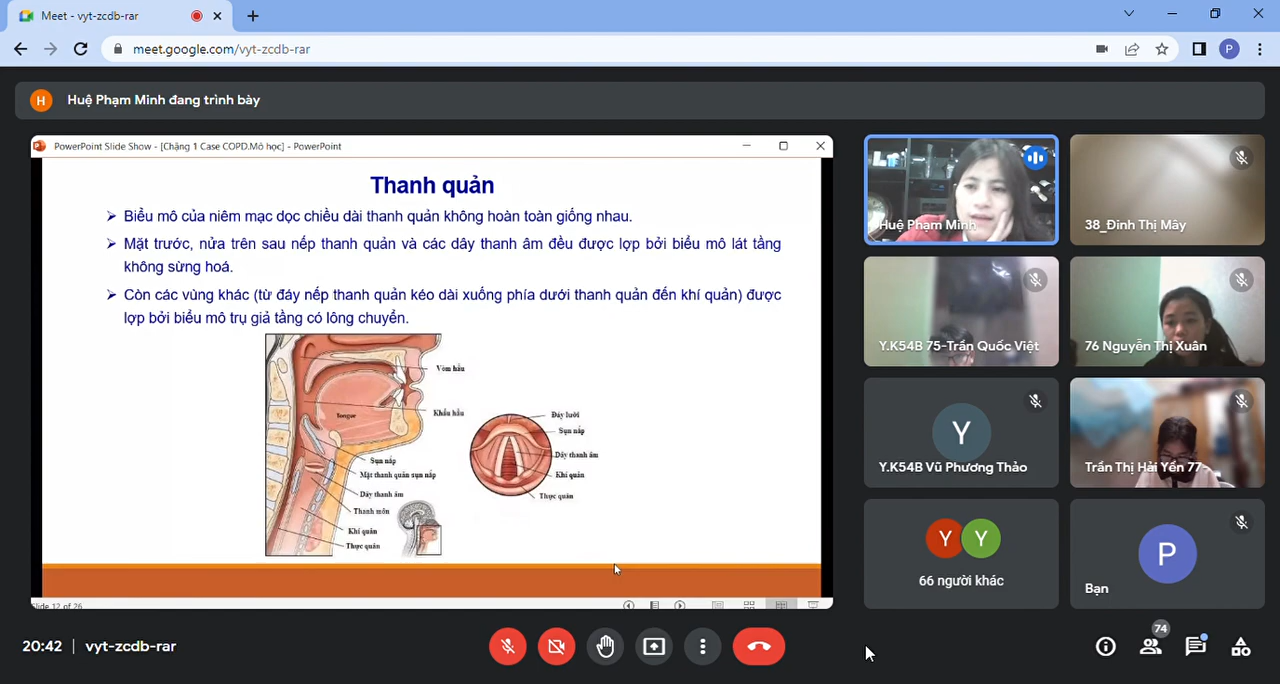 Meet - vyt-zcdb-rar
meet.google.com/vyt-zcdb-rar
P
H
Huệ Phạm Minh đang trình bày
PowerPoint Slide Show - [Chặng 1 Case COPD.Mô học] - PowerPoint
Thanh quản
Biểu mô của niêm mạc dọc chiều dài thanh quản không hoàn toàn giống nhau.
Mặt trước, nửa trên sau nếp thanh quản và các dây thanh âm đều được lợp bởi biểu mô lát tầng
không sừng hoá.
Còn các vùng khác (từ đáy nếp thanh quản kéo dài xuống phía dưới thanh quản đến khí quản) được
lợp bởi biểu mô trụ giả tầng có lông chuyển.
Vòm hầu
Khẩu hầu
Tongue
Sụn nắp
Mặt thanh quản sụn nắp
Dây thanh âm
Thanh môn
Khí quản
Thực quản
Đáy lưỡi
Sụn nắp
Dây thanh âm
Khí quản
Thực quản
Slide 12 of 26
Huệ Phạm Minh
38_Đinh Thị Mây
Y.K54B 75-Trần Quốc Việt
76 Nguyễn Thị Xuân
Y
Y.K54B Vũ Phương Thảo
Trần Thị Hải Yến 77-
Y Y
66 người khác
P
Bạn
20:42 | vyt-zcdb-rar
74